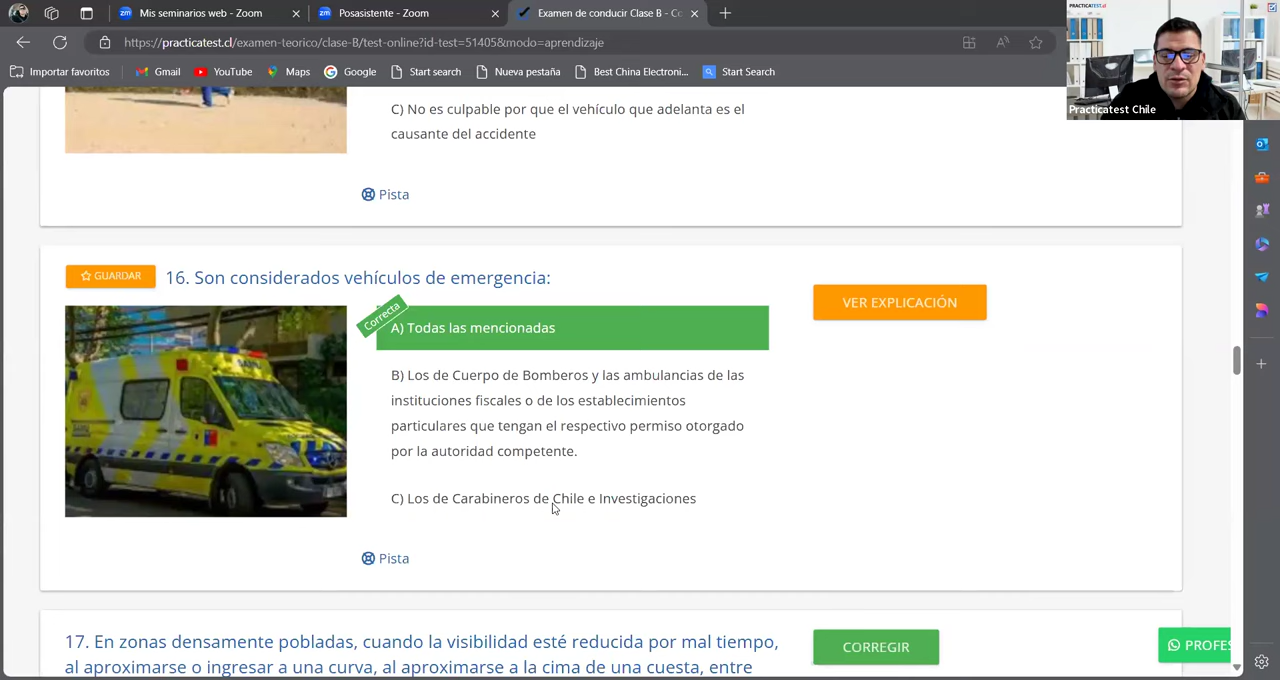 Mis seminarios web - Zoom
Posasistente - Zoom
Examen de conducir Clase B - Co
https://practicatest.cl/examen-teorico/clase-B/test-online?id-test=51405&modo=aprendizaje
Importar favoritos
Gmail
YouTube
Maps
Google
Start search
Nueva pestaña
Best China Electroni...
Start Search
PRACTICATEST.cl
Practicatest Chile
C) No es culpable por que el vehículo que adelanta es el
causante del accidente
Pista
GUARDAR
16. Son considerados vehículos de emergencia:
VER EXPLICACIÓN
Correcta
A) Todas las mencionadas
B) Los de Cuerpo de Bomberos y las ambulancias de las
instituciones fiscales o de los establecimientos
particulares que tengan el respectivo permiso otorgado
por la autoridad competente.
C) Los de Carabineros de Chile e Investigaciones
Pista
17. En zonas densamente pobladas, cuando la visibilidad esté reducida por mal tiempo,
al aproximarse o ingresar a una curva, al aproximarse a la cima de una cuesta, entre
CORREGIR
PROFES